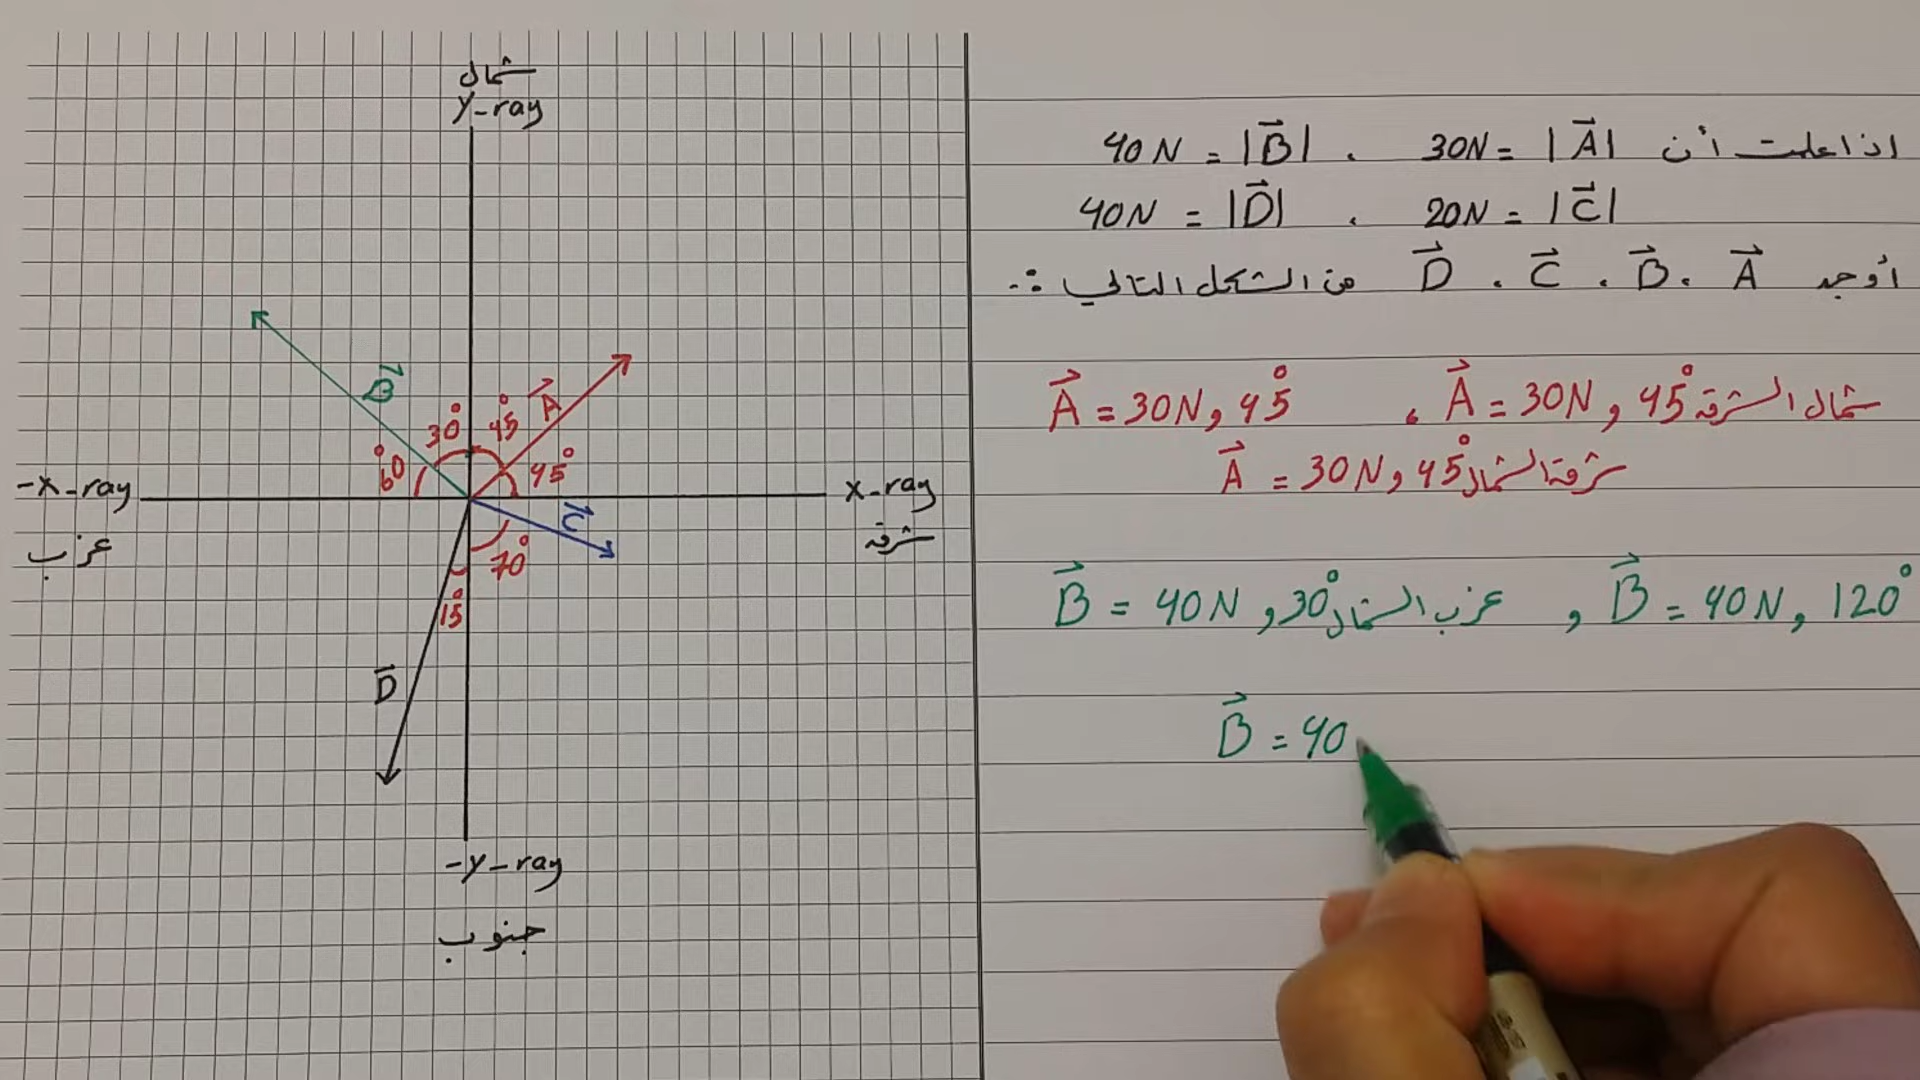 شمال
y-ray
-x-ray
غرب
x-ray
شرق
-y-ray
جنوب
B
A
C
D
30°
45°
60°
45°
70°
15°
اذا علمت أن |A| = 30N ، |B| = 40N
|C| = 20N ، |D| = 40N
أوجد A ، B ، C ، D من الشكل التالي :-
A = 30N, 45° ، A = 30N, 45° شمال الشرق
A = 30N, 45° شرق الشمال
B = 40N, 30° غرب الشمال , B = 40N, 120°
B = 40